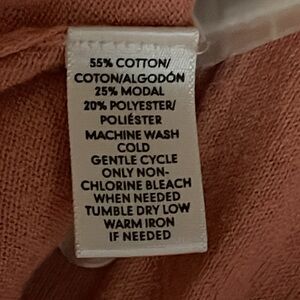 55% COTTON/
COTON/ALGODÓN
25% MODAL
20% POLYESTER/
POLIÉSTER
MACHINE WASH
COLD
GENTLE CYCLE
ONLY NON-
CHLORINE BLEACH
WHEN NEEDED
TUMBLE DRY LOW
WARM IRON
IF NEEDED